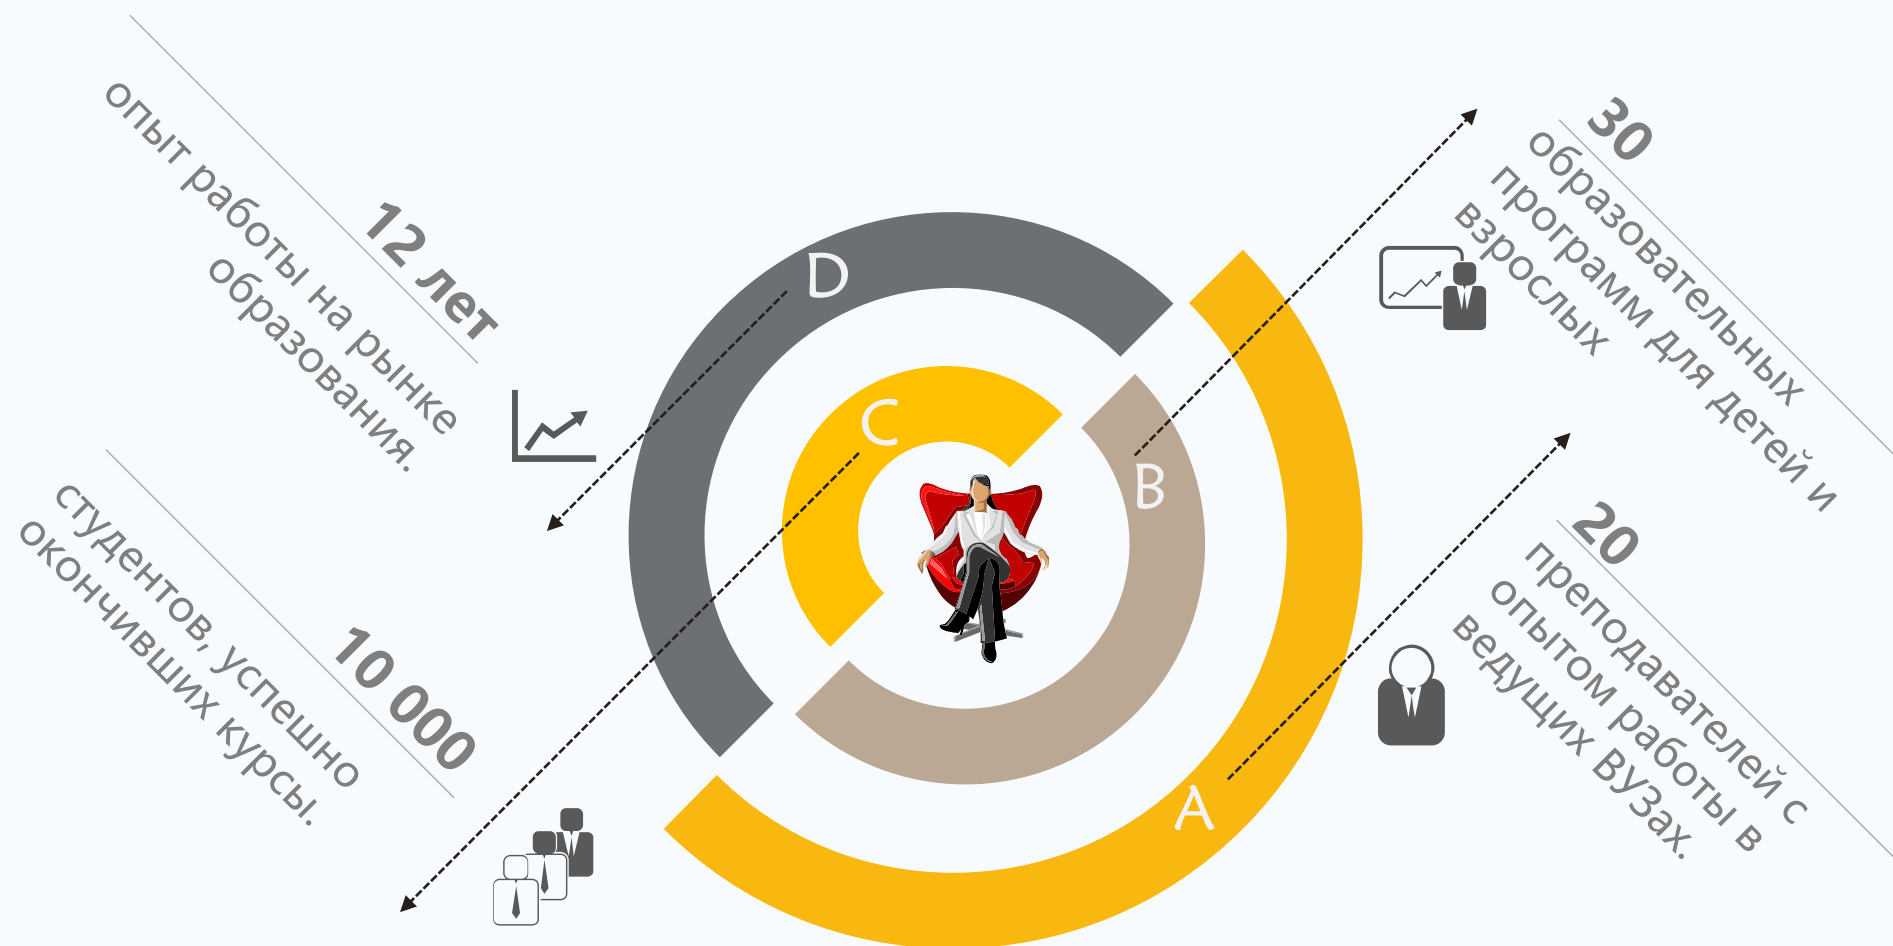 12 лет
опыт работы на рынке
образования.
10 000
студентов, успешно
окончивших курсы.
D
C
B
A
30
образовательных
программ для детей и
взрослых
20
преподавателей с
опытом работы в
ведущих ВУЗах.